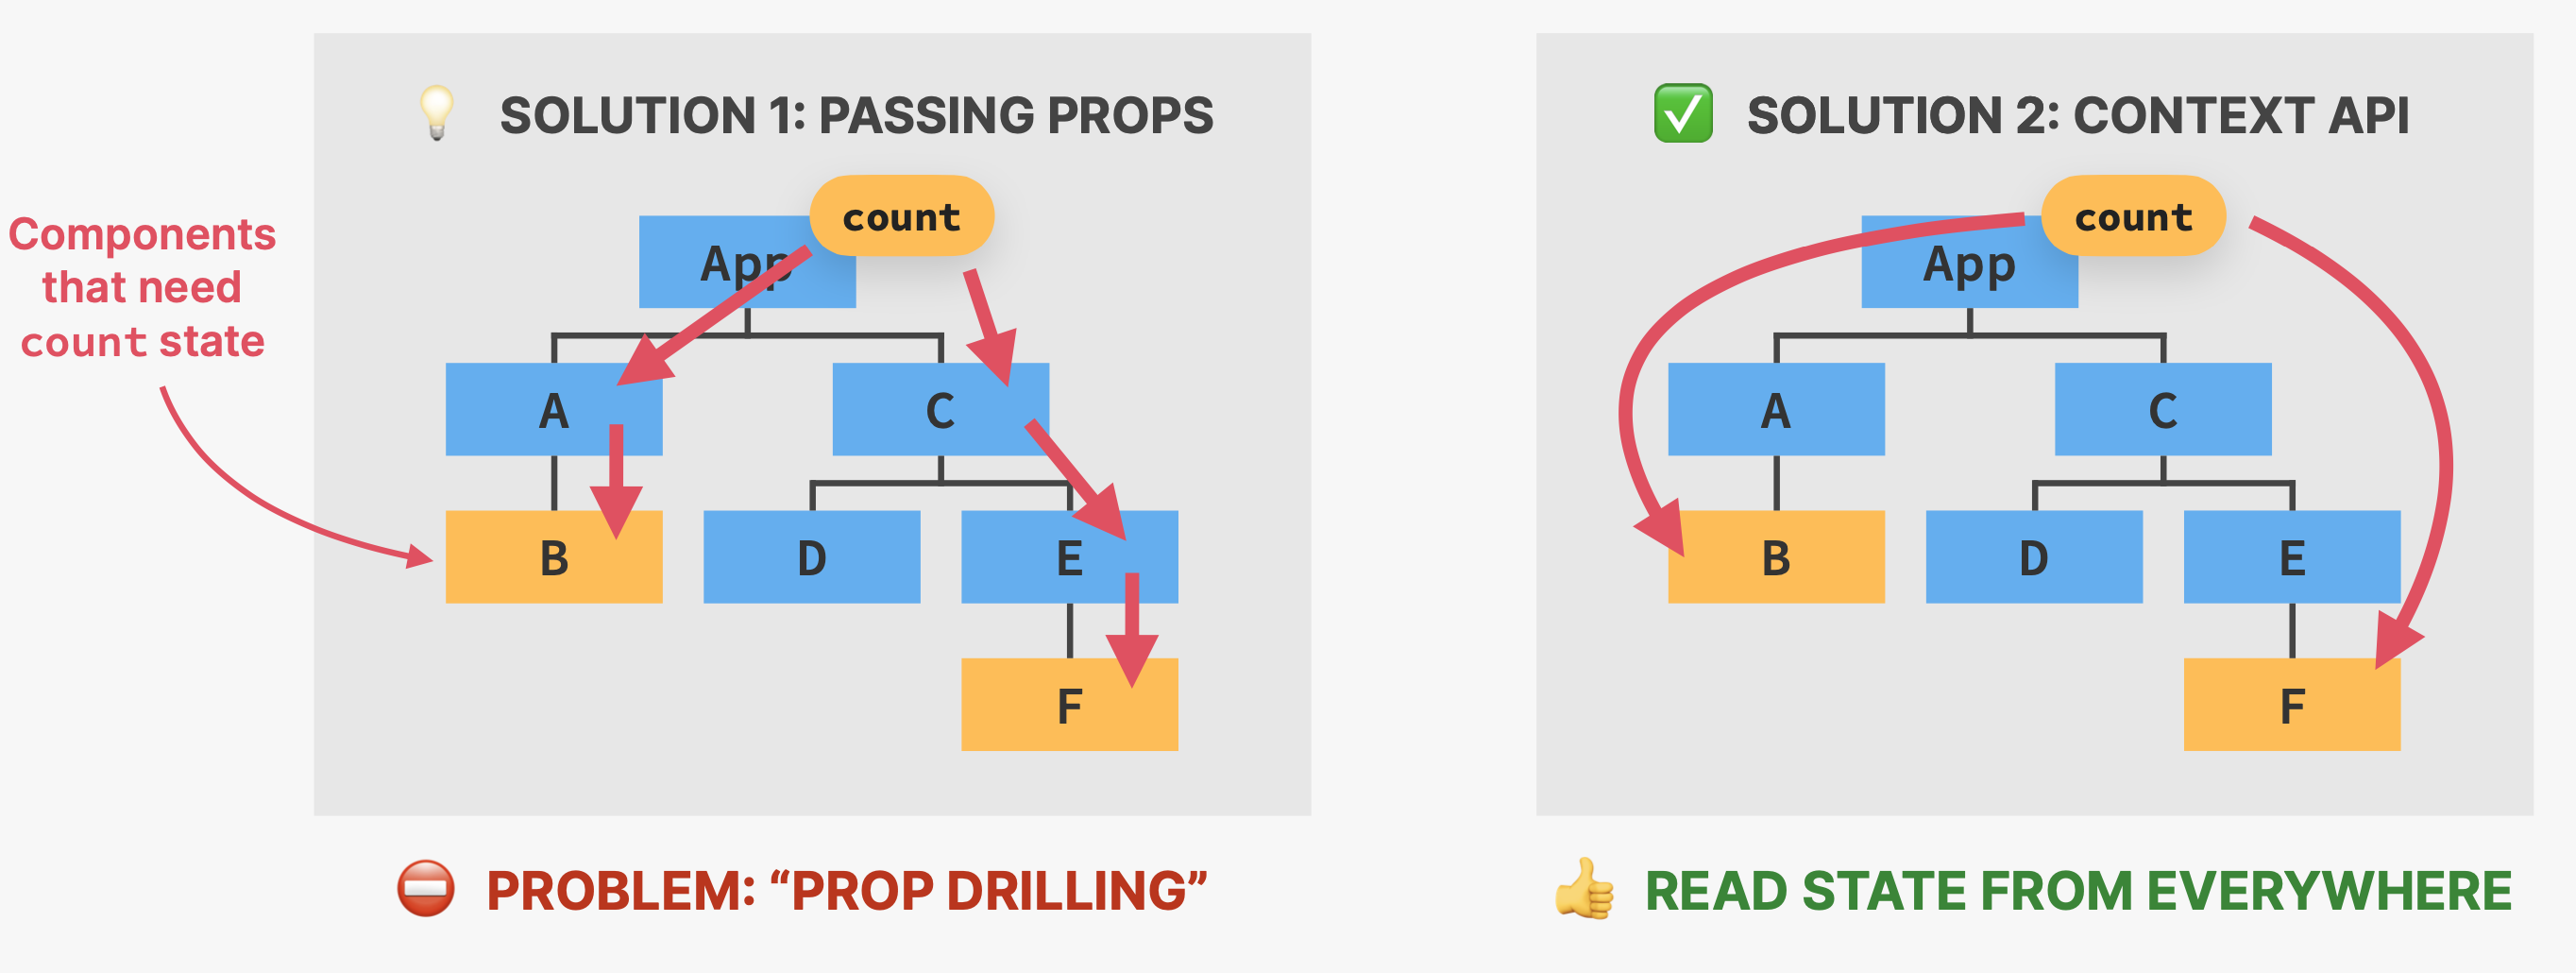 SOLUTION 1: PASSING PROPS
Components
that need
count state
count
App
A
C
B
D
E
F
PROBLEM: “PROP DRILLING”
SOLUTION 2: CONTEXT API
count
App
A
C
B
D
E
F
READ STATE FROM EVERYWHERE